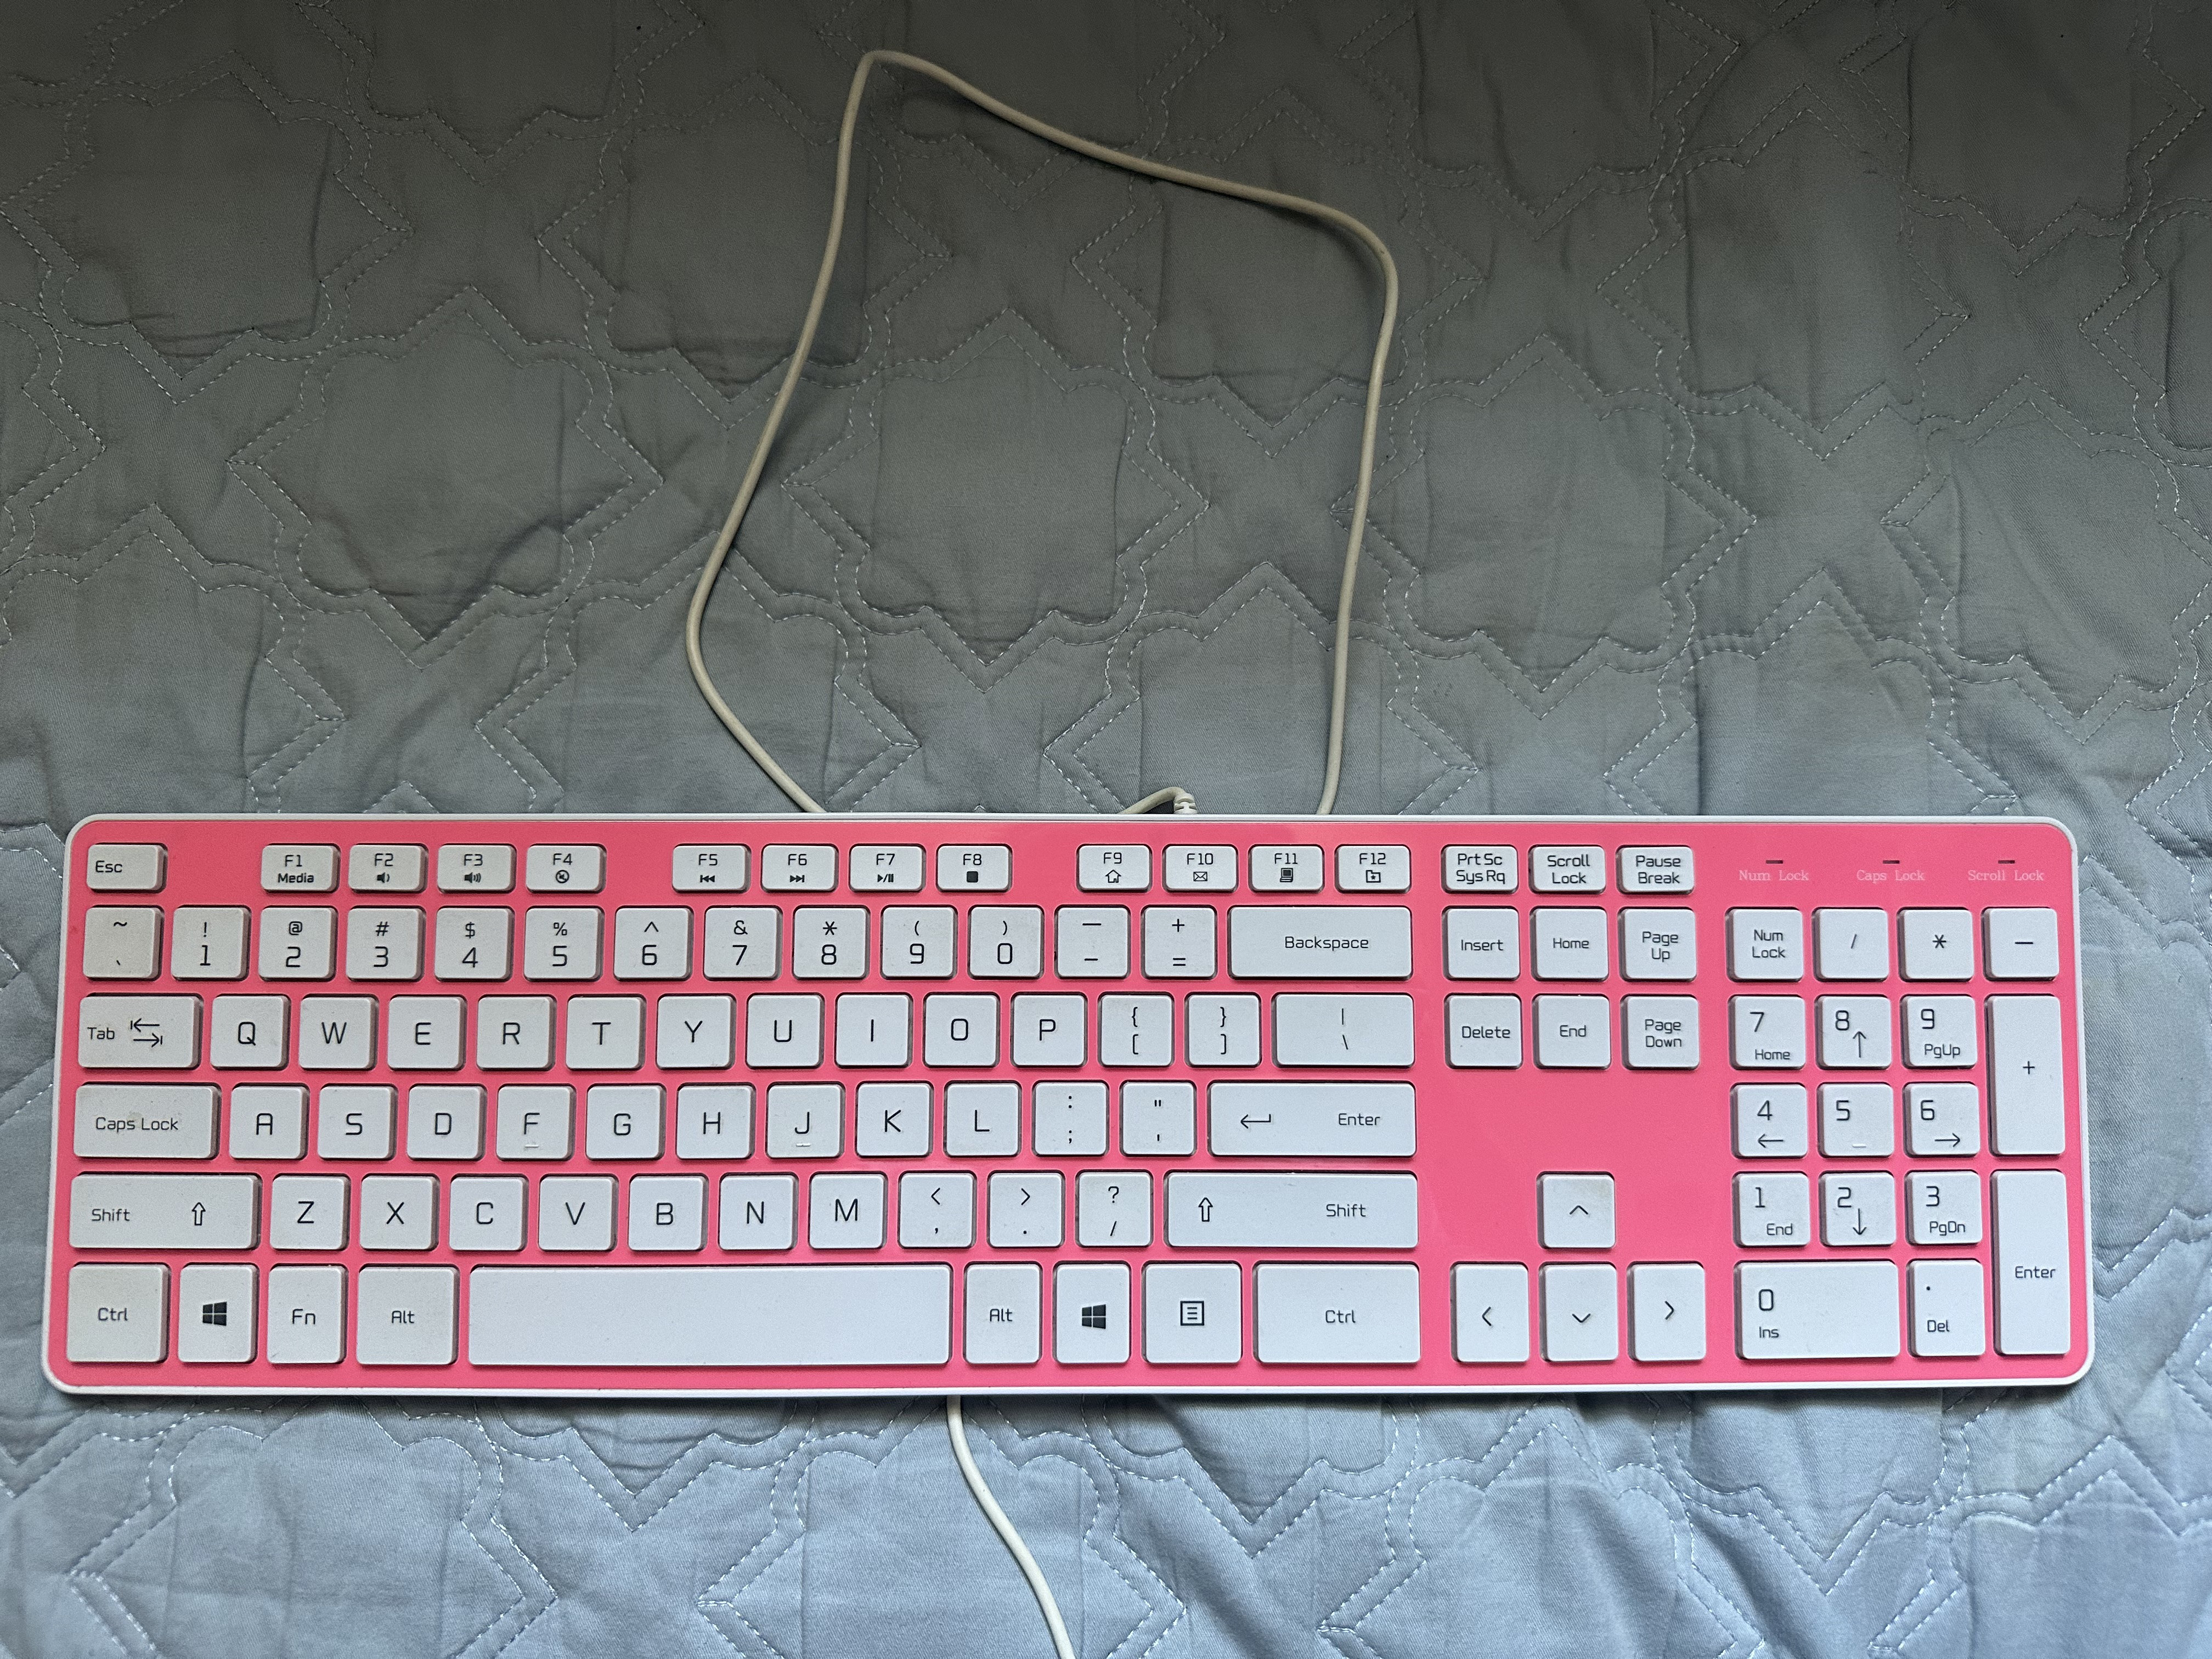 Esc F1 F2 F3 F4 F5 F6 F7 F8 F9 F10 F11 F12 Prt Sc Scroll Pause
Media Sys Rq Lock Break Num Lock Caps Lock Scroll Lock
~ ! @ # $ % ^ & * ( ) — +
` 1 2 3 4 5 6 7 8 9 0 - = Backspace Insert Home Page Up Num Lock / * −
Tab Q W E R T Y U I O P { [ } ] | \ Delete End Page Down 7 Home 8 ↑ 9 PgUp +
Caps Lock A S D F G H J K L : ; " ' ↵ Enter 4 ← 5 6 →
Shift ⇧ Z X C V B N M < , > . ? / ⇧ Shift ^ 1 End 2 ↓ 3 PgDn Enter
Ctrl Fn Alt Alt Ctrl < ⌄ > 0 Ins . Del